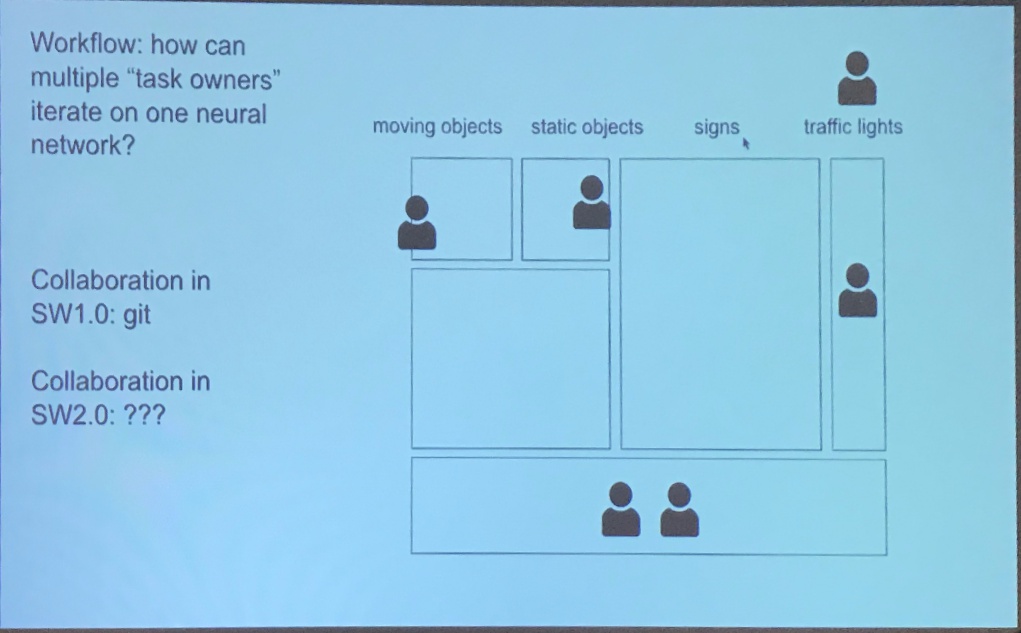 Workflow: how can
multiple “task owners”
iterate on one neural
network?
moving objects
static objects
signs
traffic lights
Collaboration in
SW1.0: git
Collaboration in
SW2.0: ???